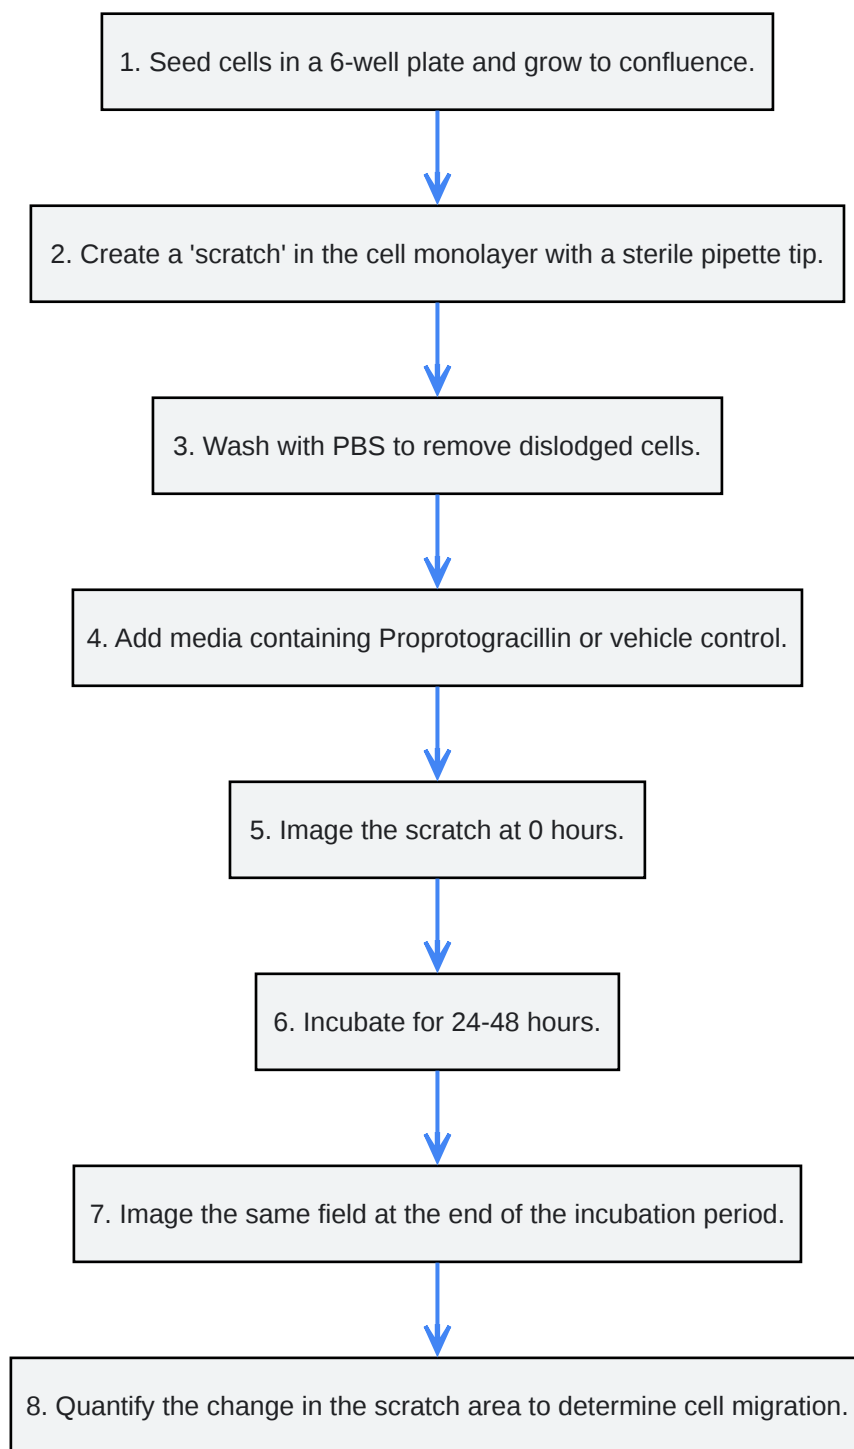 1. Seed cells in a 6-well plate and grow to confluence.
2. Create a 'scratch' in the cell monolayer with a sterile pipette tip.
3. Wash with PBS to remove dislodged cells.
4. Add media containing Proprotogracillin or vehicle control.
5. Image the scratch at 0 hours.
6. Incubate for 24-48 hours.
7. Image the same field at the end of the incubation period.
8. Quantify the change in the scratch area to determine cell migration.